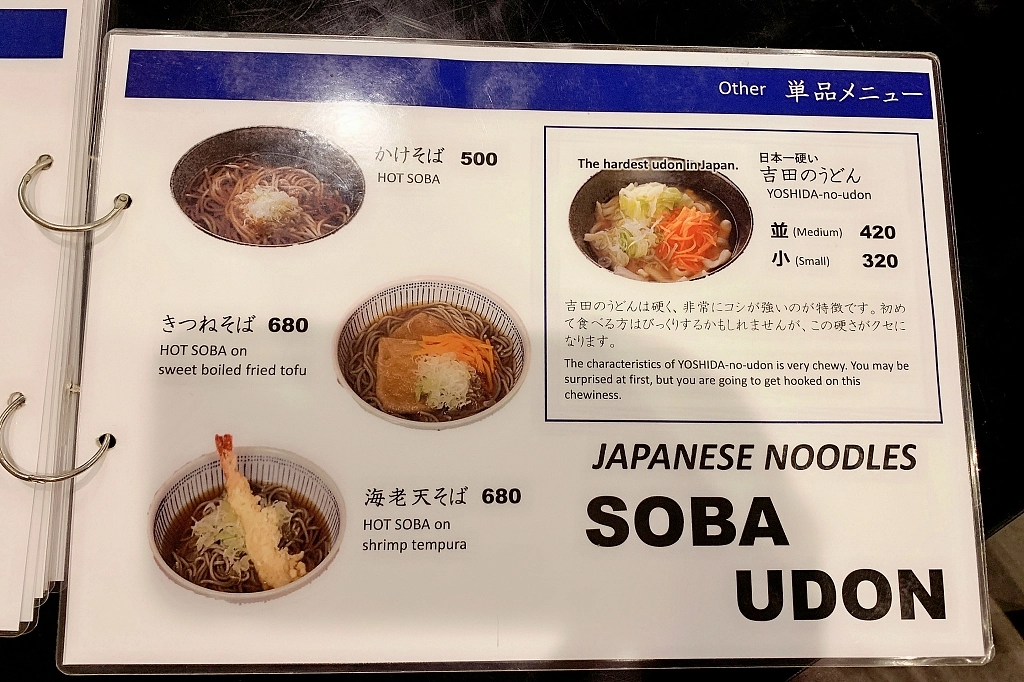 Other 単品メニュー
かけそば 500
HOT SOBA
きつねそば 680
HOT SOBA on
sweet boiled fried tofu
海老天そば 680
HOT SOBA on
shrimp tempura
The hardest udon in Japan.
日本一硬い
吉田のうどん
YOSHIDA-no-udon
並 (Medium) 420
小 (Small) 320
吉田のうどんは硬く、非常にコシが強いのが特徴です。初め
て食べる方はびっくりするかもしれませんが、この硬さがクセに
なります。
The characteristics of YOSHIDA-no-udon is very chewy. You may be
surprised at first, but you are going to get hooked on this
chewiness.
JAPANESE NOODLES
SOBA
UDON